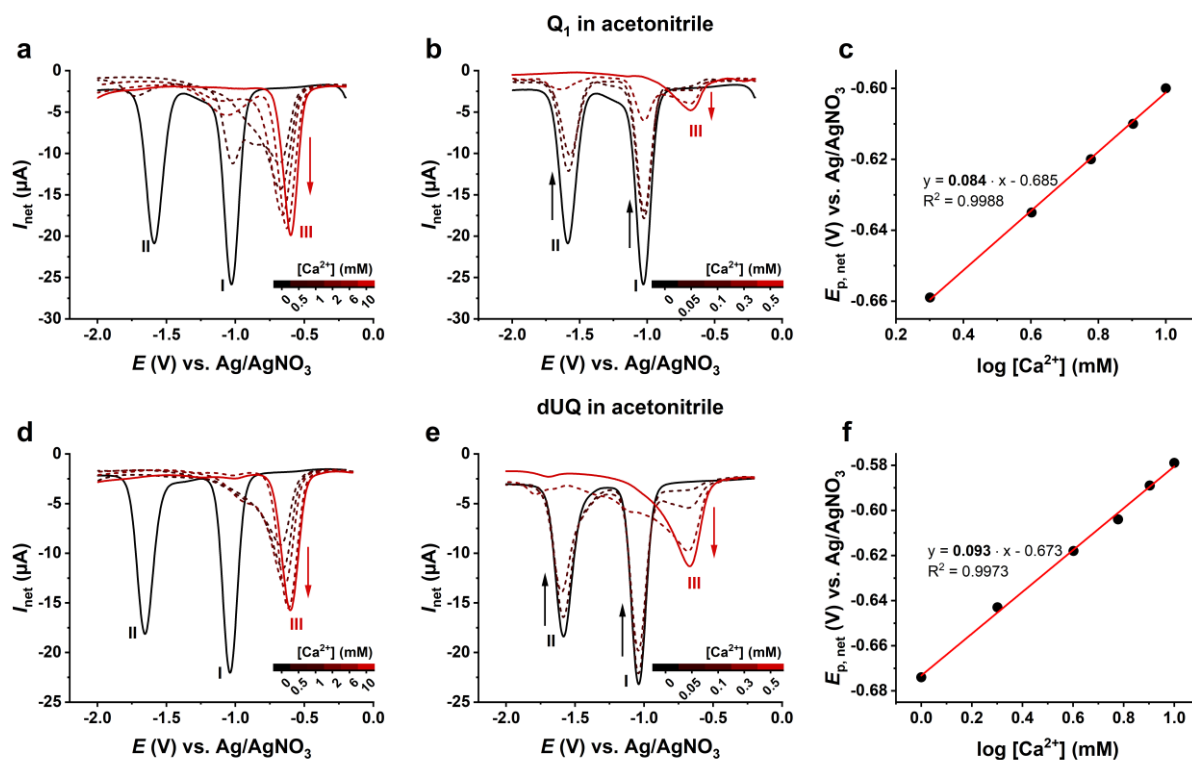 Q₁ in acetonitrile
a
0
-5
-10
-15
-20
-25
-30
I_net (µA)
II
I
III
[Ca²⁺] (mM)
0 0.5 1 2 6 10
-2.0 -1.5 -1.0 -0.5 0.0
E (V) vs. Ag/AgNO₃
b
0
-5
-10
-15
-20
-25
-30
I_net (µA)
II
I
III
[Ca²⁺] (mM)
0 0.05 0.1 0.3 0.5
-2.0 -1.5 -1.0 -0.5 0.0
E (V) vs. Ag/AgNO₃
c
-0.60
-0.62
-0.64
-0.66
E_p, net (V) vs. Ag/AgNO₃
y = 0.084 · x - 0.685
R² = 0.9988
0.2 0.4 0.6 0.8 1.0
log [Ca²⁺] (mM)
dUQ in acetonitrile
d
0
-5
-10
-15
-20
-25
I_net (µA)
II
I
III
[Ca²⁺] (mM)
0 0.5 1 2 6 10
-2.0 -1.5 -1.0 -0.5 0.0
E (V) vs. Ag/AgNO₃
e
0
-5
-10
-15
-20
-25
I_net (µA)
II
I
III
[Ca²⁺] (mM)
0 0.05 0.1 0.3 0.5
-2.0 -1.5 -1.0 -0.5 0.0
E (V) vs. Ag/AgNO₃
f
-0.58
-0.60
-0.62
-0.64
-0.66
-0.68
E_p, net (V) vs. Ag/AgNO₃
y = 0.093 · x - 0.673
R² = 0.9973
0.0 0.2 0.4 0.6 0.8 1.0
log [Ca²⁺] (mM)